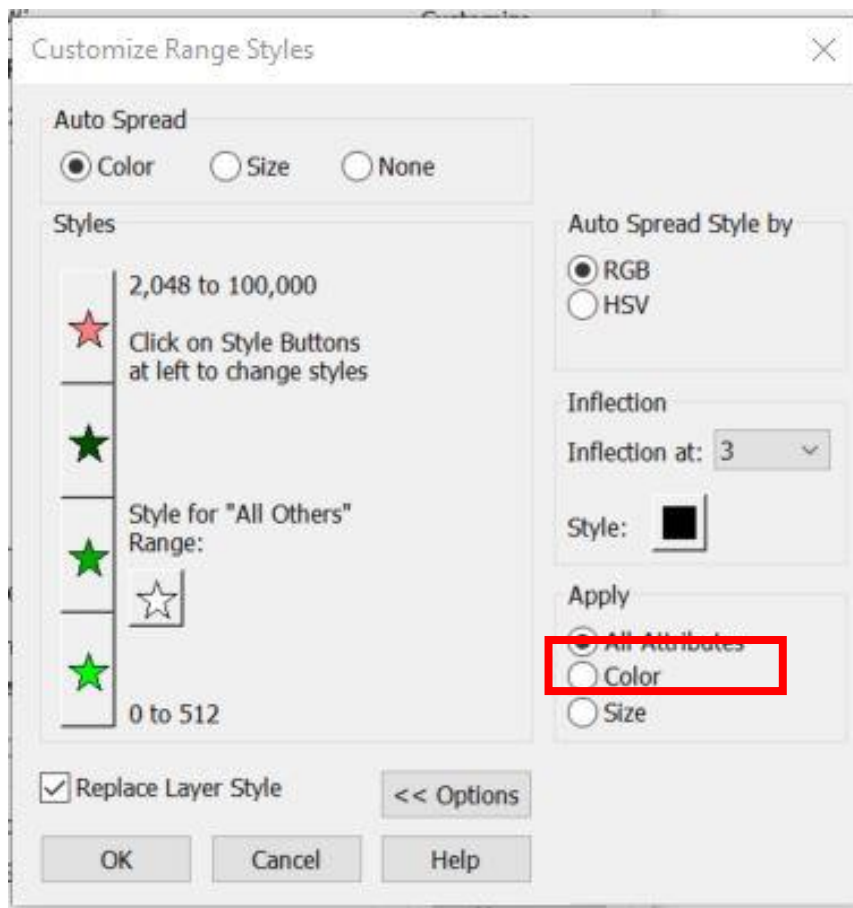 Customize Range Styles
Auto Spread
Color Size None
Styles
2,048 to 100,000
Click on Style Buttons
at left to change styles
Style for "All Others"
Range:
0 to 512
Auto Spread Style by
RGB
HSV
Inflection
Inflection at: 3
Style:
Apply
All Attributes
Color
Size
Replace Layer Style
<< Options
OK Cancel Help